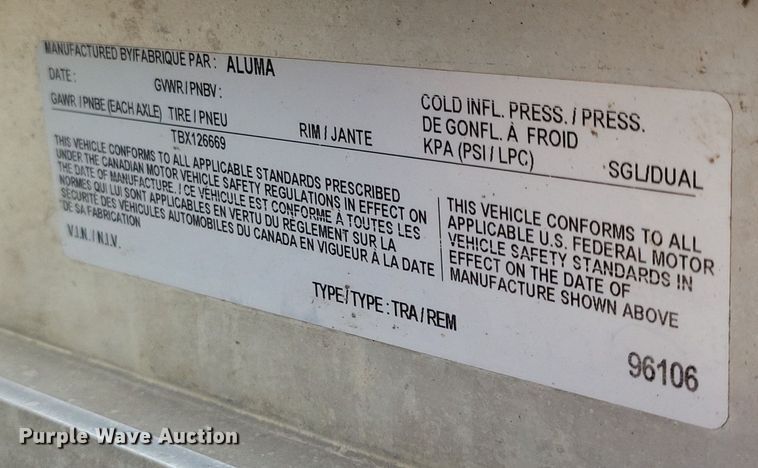 MANUFACTURED BY/FABRIQUE PAR : ALUMA
DATE : GVWR / PNBV :
GAWR / PNBE (EACH AXLE) TIRE / PNEU RIM / JANTE
COLD INFL. PRESS. / PRESS.
DE GONFL. À FROID
KPA (PSI / LPC) SGL/DUAL
TBX126669
THIS VEHICLE CONFORMS TO ALL APPLICABLE STANDARDS PRESCRIBED
UNDER THE CANADIAN MOTOR VEHICLE SAFETY REGULATIONS IN EFFECT ON
THE DATE OF MANUFACTURE. / CE VÉHICULE EST CONFORME À TOUTES LES
NORMES QUI LUI SONT APPLICABLES EN VERTU DU RÈGLEMENT SUR LA
SÉCURITÉ DES VÉHICULES AUTOMOBILES DU CANADA EN VIGUEUR À LA DATE
DE SA FABRICATION
THIS VEHICLE CONFORMS TO ALL
APPLICABLE U.S. FEDERAL MOTOR
VEHICLE SAFETY STANDARDS IN
EFFECT ON THE DATE OF
MANUFACTURE SHOWN ABOVE
V.I.N. / N.I.V.
TYPE / TYPE : TRA / REM
96106
Purple Wave Auction